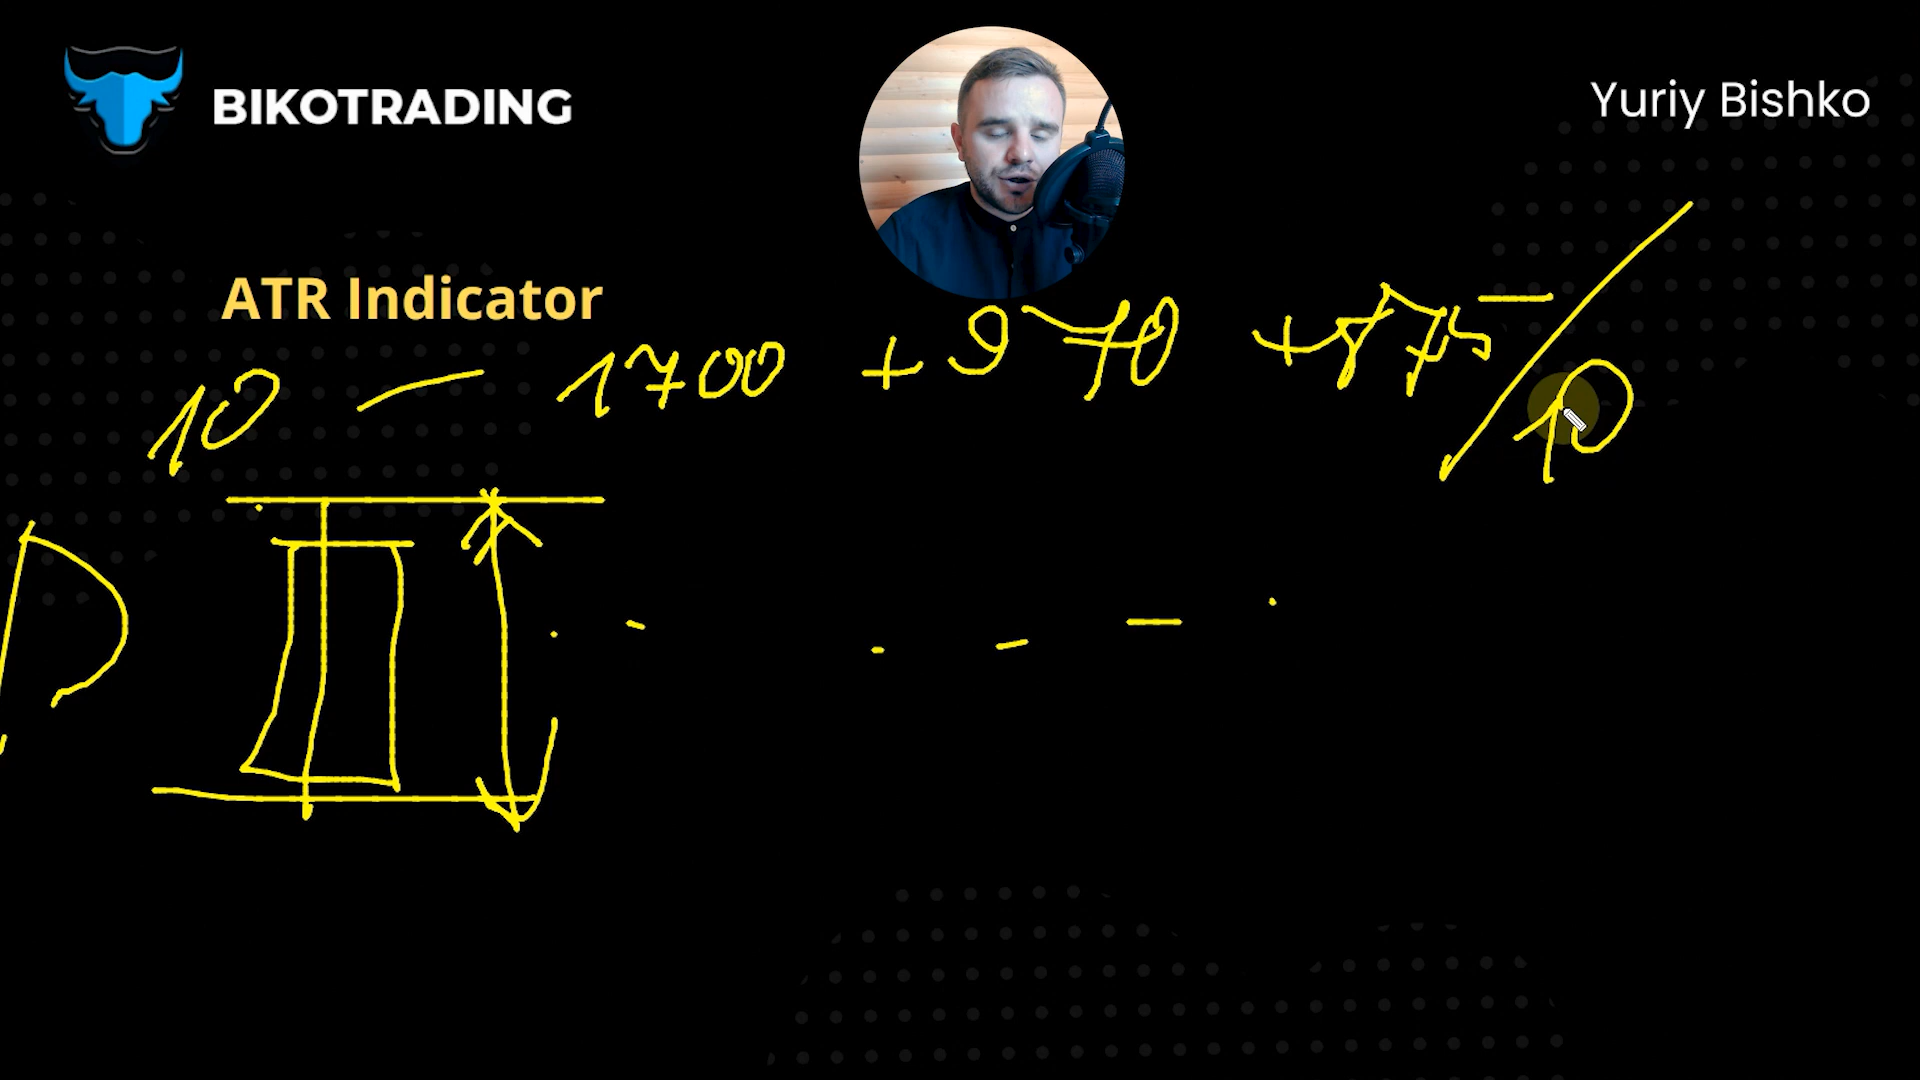 BIKOTRADING
Yuriy Bishko
ATR Indicator
10 — 1700 + 970 + 875 — / 10
D